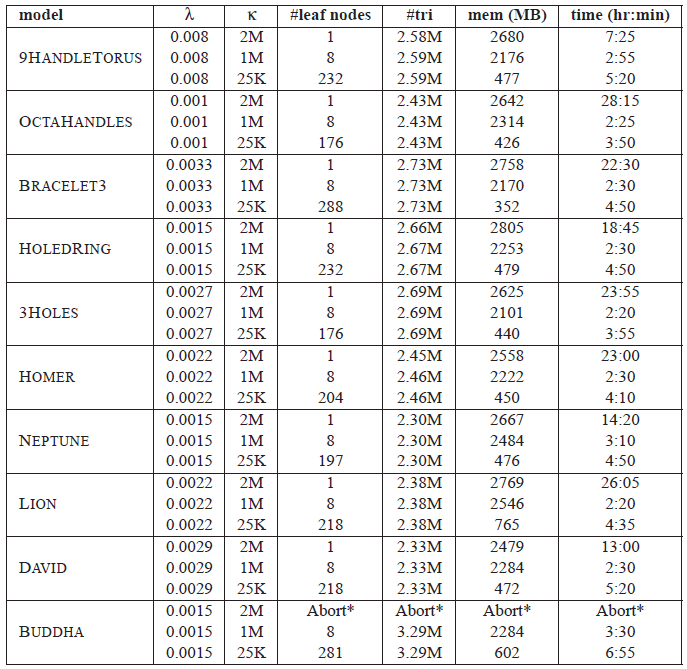 model λ κ #leaf nodes #tri mem (MB) time (hr:min)
0.008 2M 1 2.58M 2680 7:25
9HANDLETORUS 0.008 1M 8 2.59M 2176 2:55
0.008 25K 232 2.59M 477 5:20
0.001 2M 1 2.43M 2642 28:15
OCTAHANDLES 0.001 1M 8 2.43M 2314 2:25
0.001 25K 176 2.43M 426 3:50
0.0033 2M 1 2.73M 2758 22:30
BRACELET3 0.0033 1M 8 2.73M 2170 2:30
0.0033 25K 288 2.73M 352 4:50
0.0015 2M 1 2.66M 2805 18:45
HOLEDRING 0.0015 1M 8 2.67M 2253 2:30
0.0015 25K 232 2.67M 479 4:50
0.0027 2M 1 2.69M 2625 23:55
3HOLES 0.0027 1M 8 2.69M 2101 2:20
0.0027 25K 176 2.69M 440 3:55
0.0022 2M 1 2.45M 2558 23:00
HOMER 0.0022 1M 8 2.46M 2222 2:30
0.0022 25K 204 2.46M 450 4:10
0.0015 2M 1 2.30M 2667 14:20
NEPTUNE 0.0015 1M 8 2.30M 2484 3:10
0.0015 25K 197 2.30M 476 4:50
0.0022 2M 1 2.38M 2769 26:05
LION 0.0022 1M 8 2.38M 2546 2:20
0.0022 25K 218 2.38M 765 4:35
0.0029 2M 1 2.33M 2479 13:00
DAVID 0.0029 1M 8 2.33M 2284 2:30
0.0029 25K 218 2.33M 472 5:20
0.0015 2M Abort* Abort* Abort* Abort*
BUDDHA 0.0015 1M 8 3.29M 2284 3:30
0.0015 25K 281 3.29M 602 6:55